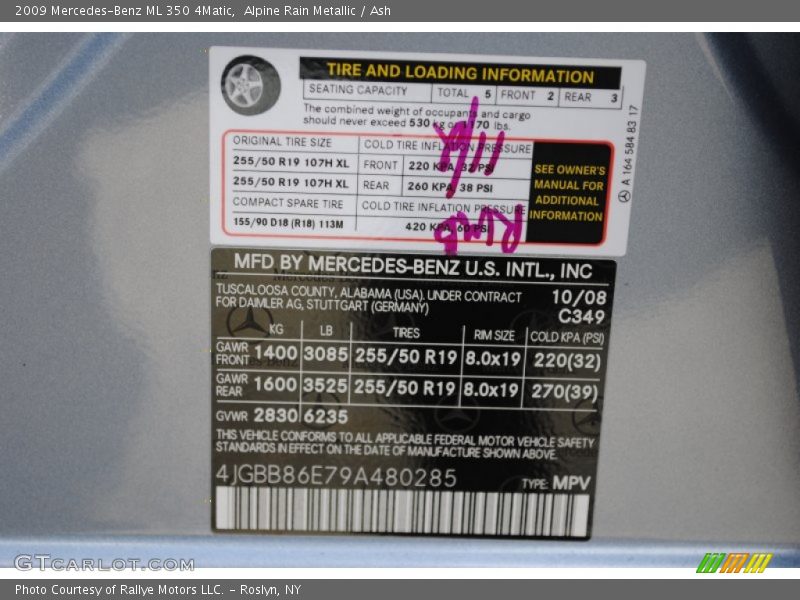 2009 Mercedes-Benz ML 350 4Matic, Alpine Rain Metallic / Ash
TIRE AND LOADING INFORMATION
SEATING CAPACITY TOTAL 5 FRONT 2 REAR 3
The combined weight of occupants and cargo
should never exceed 530 kg or 1170 lbs.
ORIGINAL TIRE SIZE COLD TIRE INFLATION PRESSURE
255/50 R19 107H XL FRONT 220 KPA, 32 PSI
255/50 R19 107H XL REAR 260 KPA, 38 PSI
COMPACT SPARE TIRE COLD TIRE INFLATION PRESSURE
155/90 D18 (R18) 113M 420 KPA, 60 PSI
SEE OWNER'S
MANUAL FOR
ADDITIONAL
INFORMATION
A 164 584 83 17
MFD BY MERCEDES-BENZ U.S. INTL., INC
TUSCALOOSA COUNTY, ALABAMA (USA), UNDER CONTRACT
FOR DAIMLER AG, STUTTGART (GERMANY)
10/08
C349
KG LB TIRES RIM SIZE COLD KPA (PSI)
GAWR FRONT 1400 3085 255/50 R19 8.0x19 220(32)
GAWR REAR 1600 3525 255/50 R19 8.0x19 270(39)
GVWR 2830 6235
THIS VEHICLE CONFORMS TO ALL APPLICABLE FEDERAL MOTOR VEHICLE SAFETY
STANDARDS IN EFFECT ON THE DATE OF MANUFACTURE SHOWN ABOVE.
4JGBB86E79A480285 TYPE: MPV
GTCARLOT.COM
Photo Courtesy of Rallye Motors LLC. - Roslyn, NY